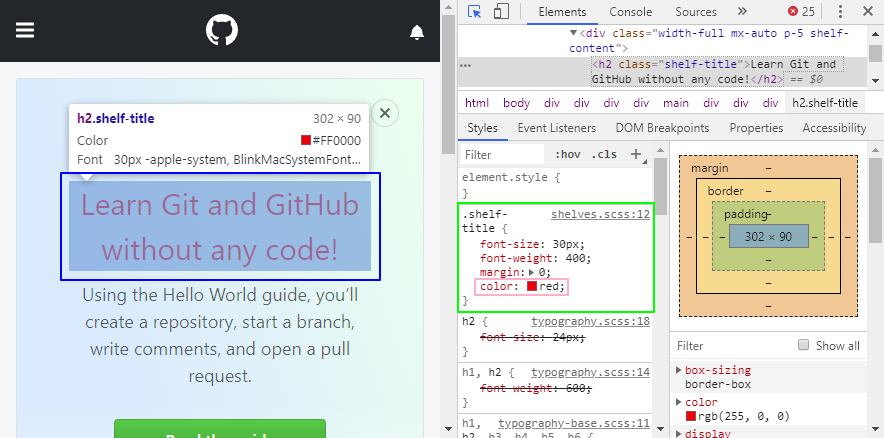 h2.shelf-title 302 × 90
Color #FF0000
Font 30px -apple-system, BlinkMacSystemFont...
Learn Git and GitHub
without any code!
Using the Hello World guide, you’ll
create a repository, start a branch,
write comments, and open a pull
request.
Elements Console Sources » 25
<div class="width-full mx-auto p-5 shelf-
content">
<h2 class="shelf-title">Learn Git and
GitHub without any code!</h2> == $0
html body div div div main div div div h2.shelf-title
Styles Event Listeners DOM Breakpoints Properties Accessibility
Filter :hov .cls +
element.style {
}
.shelf-
title {
shelves.scss:12
font-size: 30px;
font-weight: 400;
margin: 0;
color: red;
}
h2 { typography.scss:18
font-size: 24px;
}
h1, h2 { typography.scss:14
font-weight: 600;
}
h1, typography-base.scss:11
h2, h3, h4, h5, h6 {
margin –
border –
padding –
– – – 302 × 90 – – –
–
–
–
Filter Show all
box-sizing
border-box
color
rgb(255, 0, 0)
display